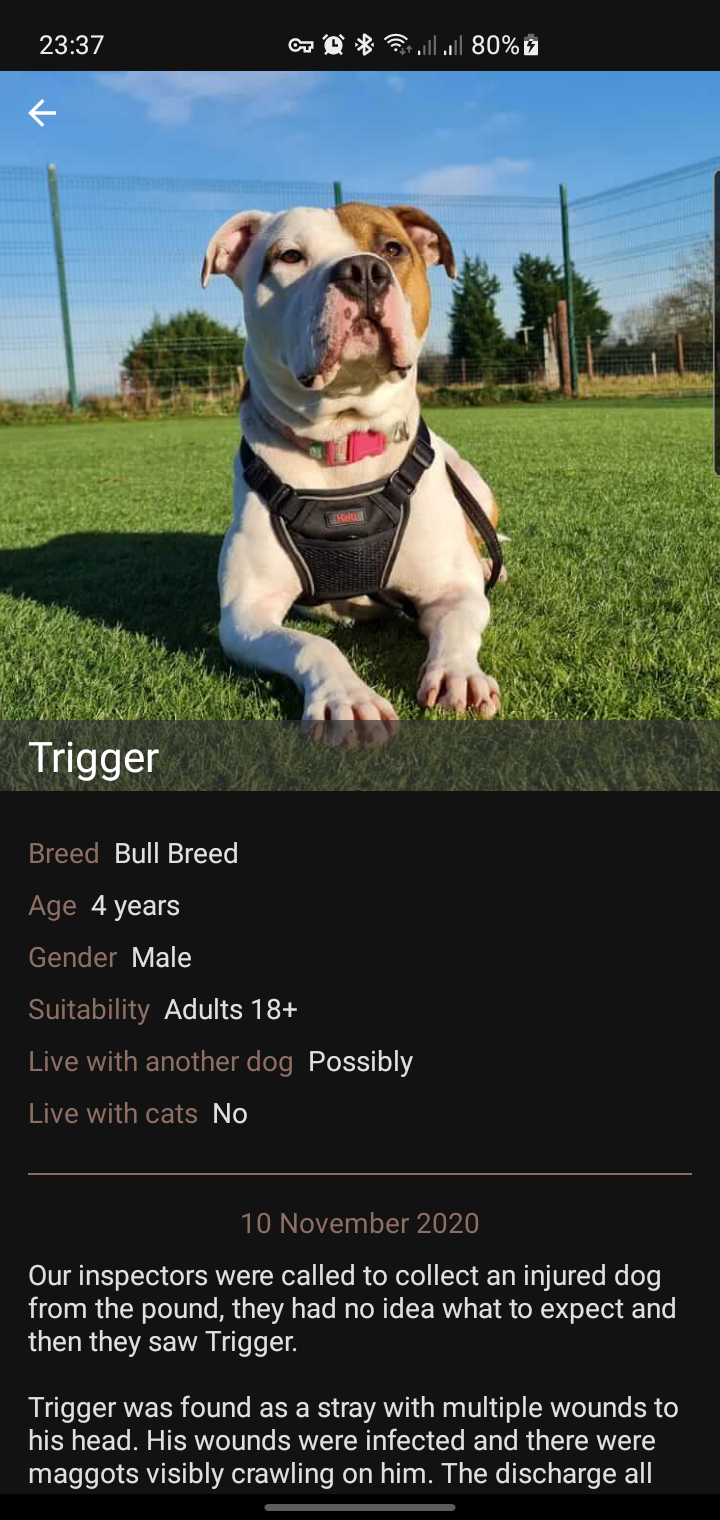 23:37
80%
Halti
Trigger
Breed Bull Breed
Age 4 years
Gender Male
Suitability Adults 18+
Live with another dog Possibly
Live with cats No
10 November 2020
Our inspectors were called to collect an injured dog
from the pound, they had no idea what to expect and
then they saw Trigger.
Trigger was found as a stray with multiple wounds to
his head. His wounds were infected and there were
maggots visibly crawling on him. The discharge all